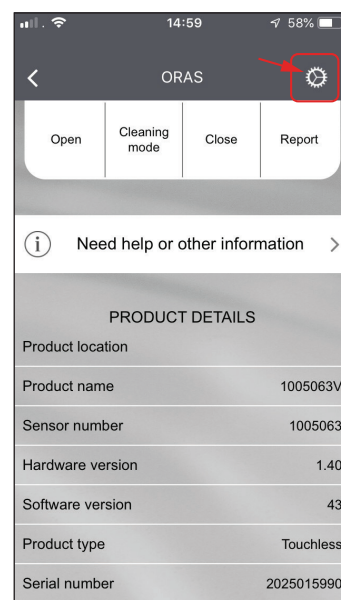 14:59
58%
ORAS
Open
Cleaning
mode
Close
Report
i Need help or other information
PRODUCT DETAILS
Product location
Product name 1005063V
Sensor number 1005063
Hardware version 1.40
Software version 43
Product type Touchless
Serial number 2025015990